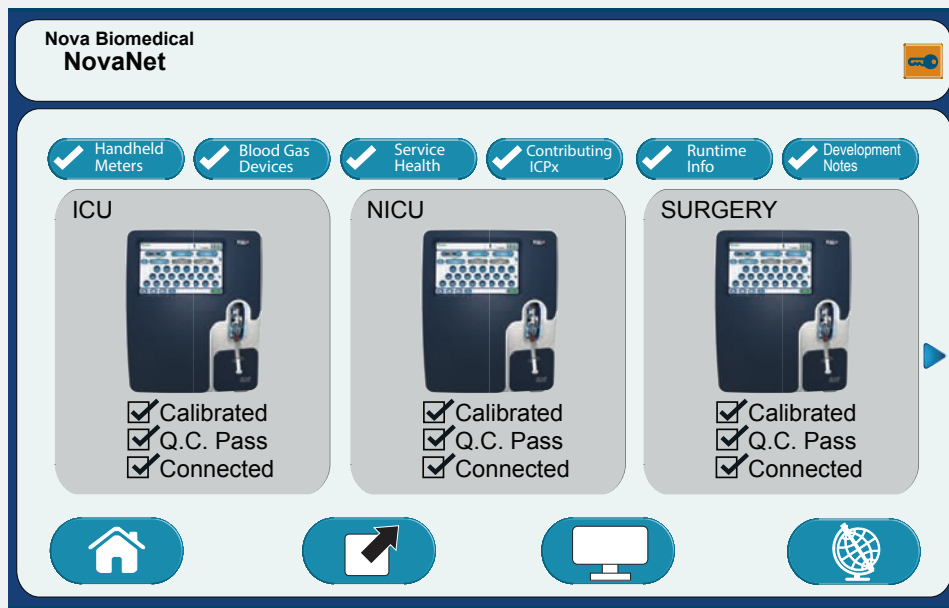 Nova Biomedical
NovaNet
Handheld
Meters
Blood Gas
Devices
Service
Health
Contributing
ICPx
Runtime
Info
Development
Notes
ICU
NICU
SURGERY
Calibrated
Q.C. Pass
Connected
Calibrated
Q.C. Pass
Connected
Calibrated
Q.C. Pass
Connected